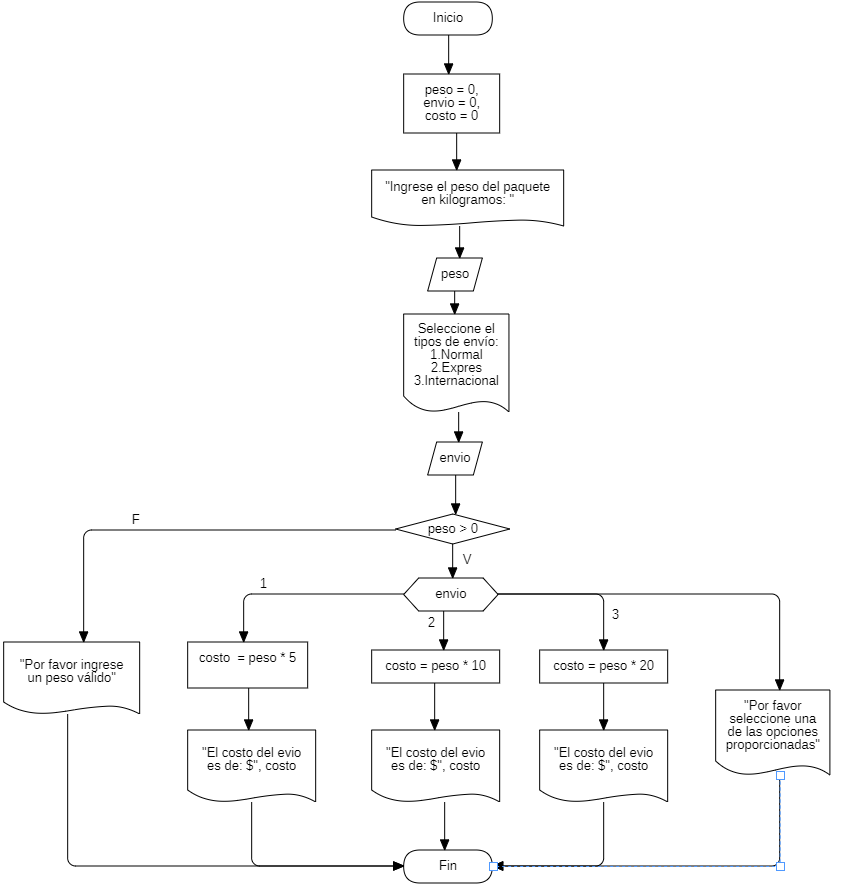 Inicio
peso = 0,
envio = 0,
costo = 0
"Ingrese el peso del paquete
en kilogramos: "
peso
Seleccione el
tipos de envío:
1.Normal
2.Expres
3.Internacional
envio
peso > 0
F
V
envio
1
2
3
"Por favor ingrese
un peso válido"
costo  = peso * 5
costo = peso * 10
costo = peso * 20
"Por favor
seleccione una
de las opciones
proporcionadas"
"El costo del evio
es de: $", costo
"El costo del evio
es de: $", costo
"El costo del evio
es de: $", costo
Fin